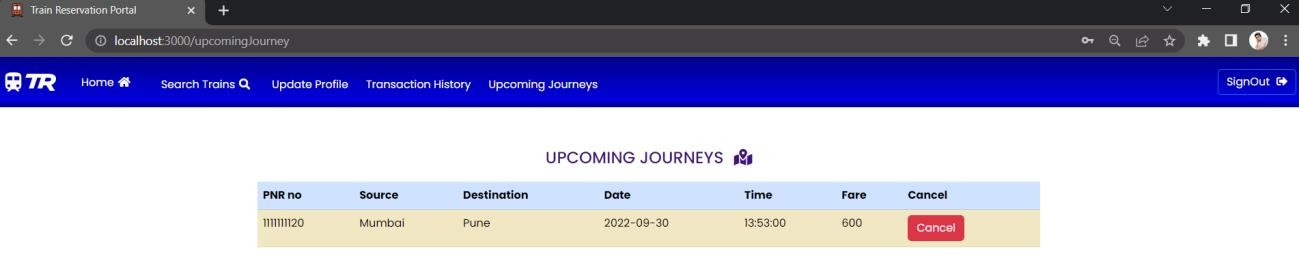 Train Reservation Portal
localhost:3000/upcomingJourney
TR Home Search Trains Update Profile Transaction History Upcoming Journeys SignOut
UPCOMING JOURNEYS
PNR no Source Destination Date Time Fare Cancel
1111111120 Mumbai Pune 2022-09-30 13:53:00 600 Cancel